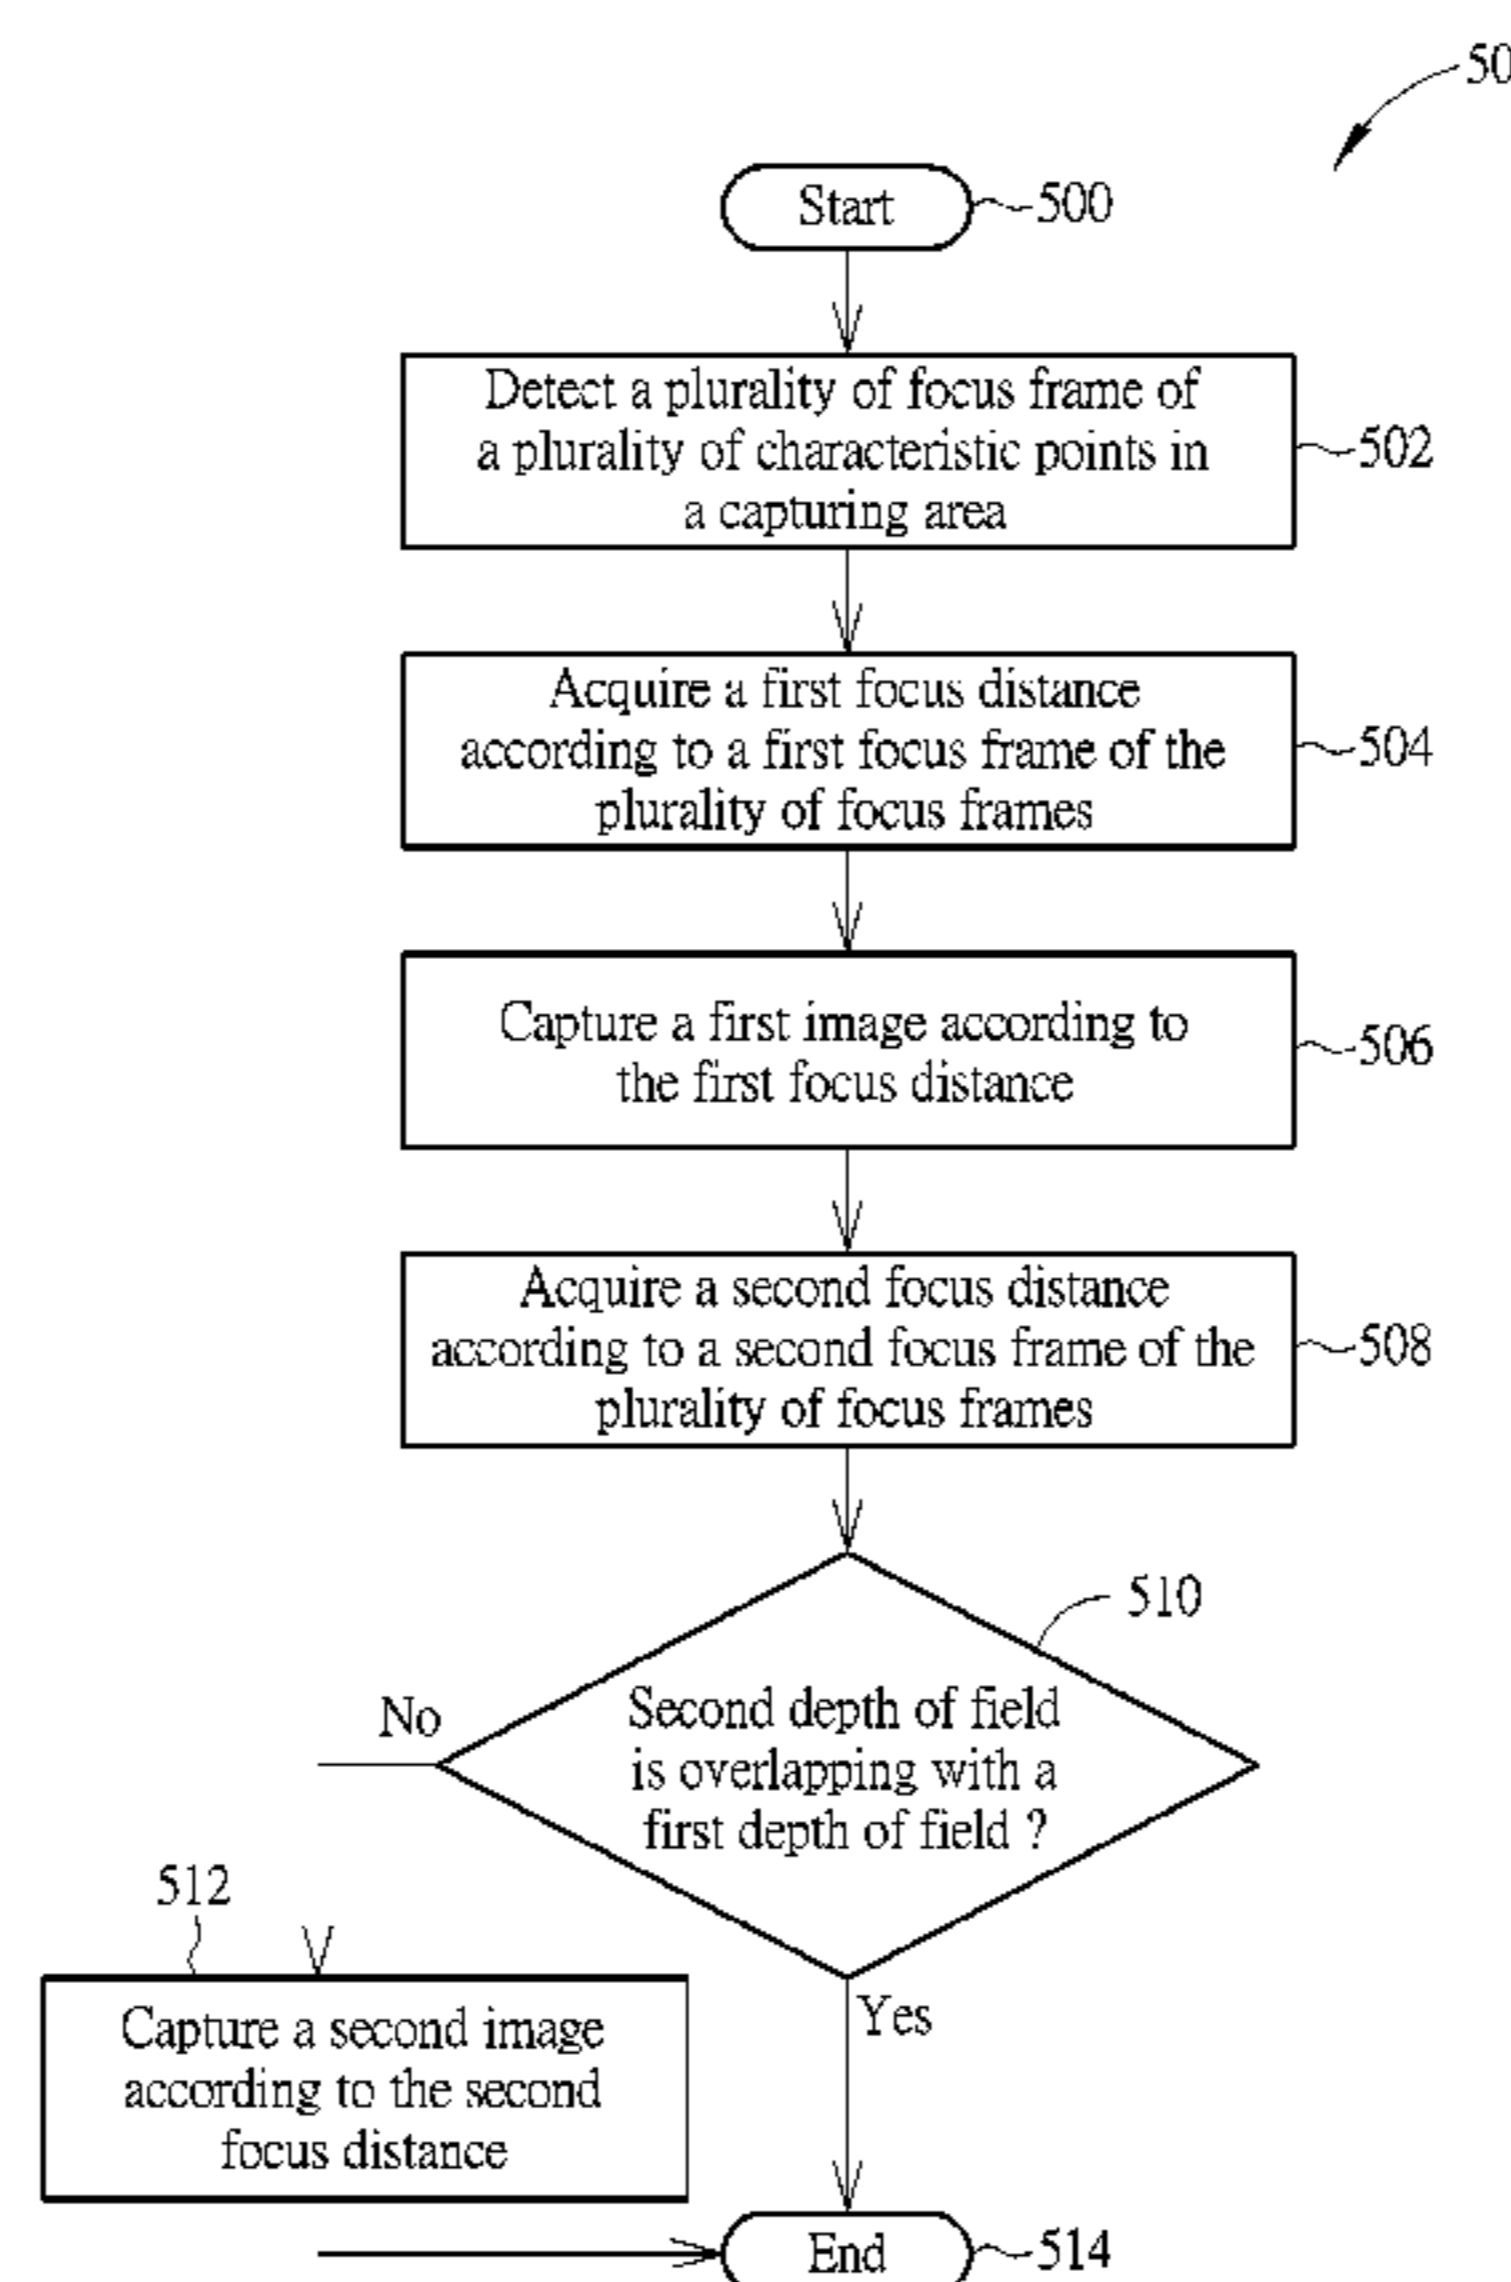 50
Start
500
Detect a plurality of focus frame of
a plurality of characteristic points in
a capturing area
502
Acquire a first focus distance
according to a first focus frame of the
plurality of focus frames
504
Capture a first image according to
the first focus distance
506
Acquire a second focus distance
according to a second focus frame of the
plurality of focus frames
508
510
Second depth of field
is overlapping with a
first depth of field ?
No
Yes
512
Capture a second image
according to the second
focus distance
End
514